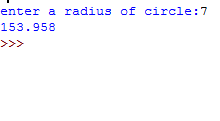 enter a radius of circle:7
153.958
>>>